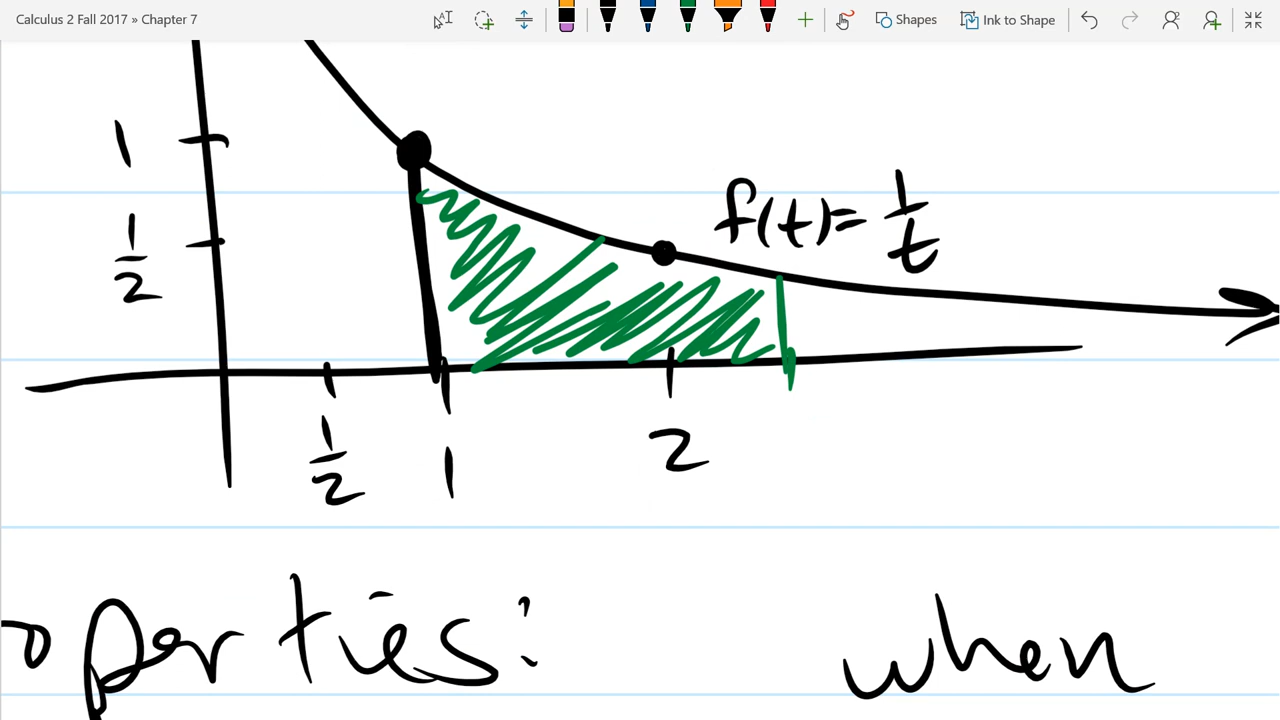 Calculus 2 Fall 2017 » Chapter 7
Shapes
Ink to Shape
1
1/2
f(t)=1/t
1/2
1
2
operties:
when